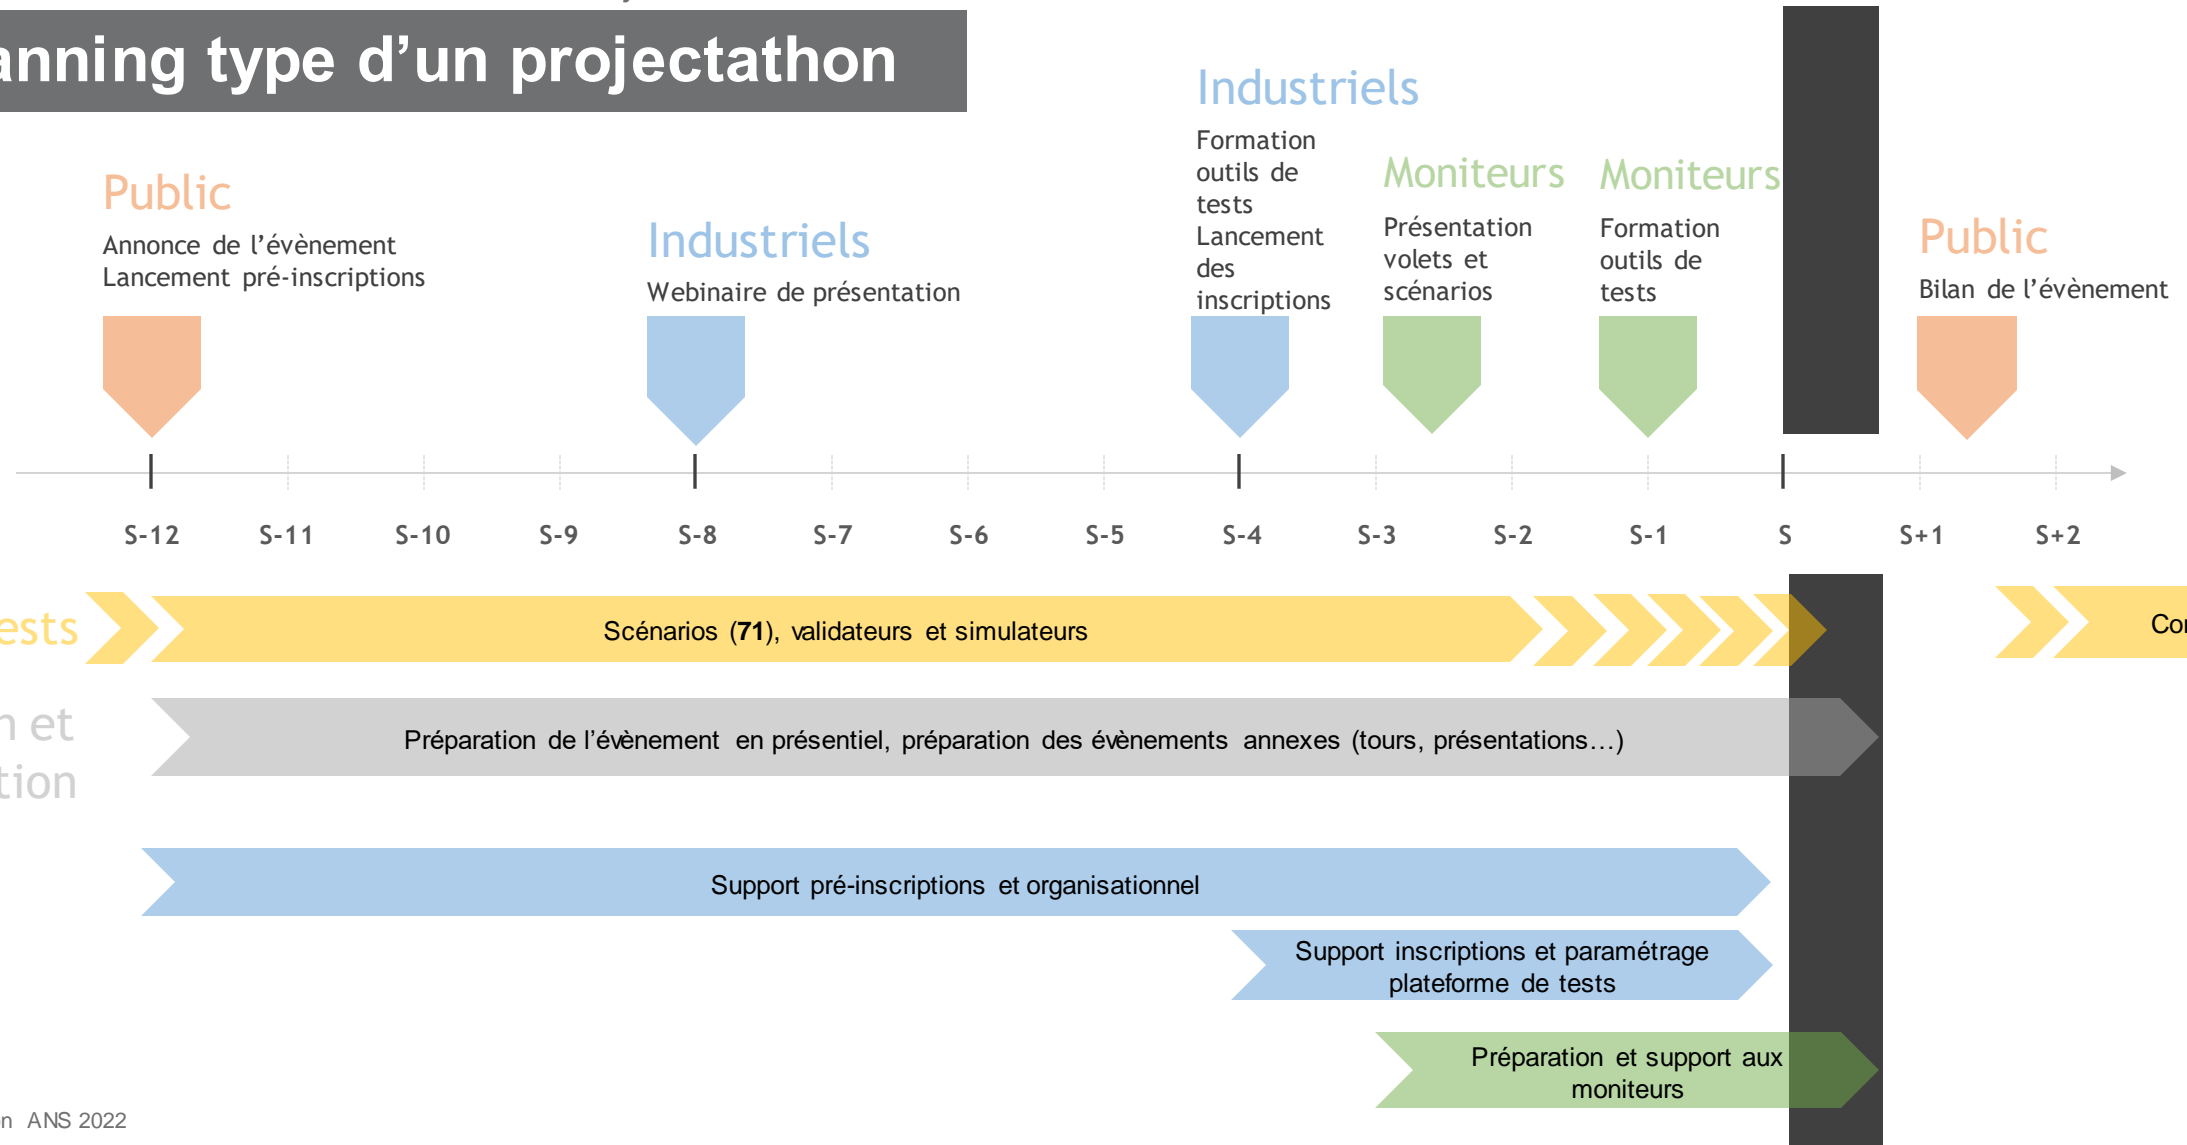 anning type d’un projectathon
Public
Annonce de l’évènement
Lancement pré-inscriptions
Industriels
Webinaire de présentation
Industriels
Formation
outils de
tests
Lancement
des
inscriptions
Moniteurs
Présentation
volets et
scénarios
Moniteurs
Formation
outils de
tests
Public
Bilan de l’évènement
S-12 S-11 S-10 S-9 S-8 S-7 S-6 S-5 S-4 S-3 S-2 S-1 S S+1 S+2
ests
Scénarios (71), validateurs et simulateurs
Cor
n et
tion
Préparation de l’évènement en présentiel, préparation des évènements annexes (tours, présentations…)
Support pré-inscriptions et organisationnel
Support inscriptions et paramétrage
plateforme de tests
Préparation et support aux
moniteurs
n ANS 2022